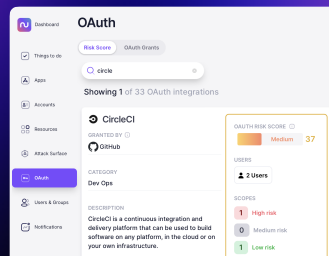 Dashboard
Things to do
Apps
Accounts
Resources
Attack Surface
OAuth
Users & Groups
Notifications
OAuth
Risk Score
OAuth Grants
circle
Showing 1 of 33 OAuth integrations
CircleCI
GRANTED BY
GitHub
CATEGORY
Dev Ops
DESCRIPTION
CircleCI is a continuous integration and
delivery platform that can be used to build
software on any platform, in the cloud or on
your own infrastructure.
OAUTH RISK SCORE
Medium 37
USERS
2 Users
SCOPES
1 High risk
0 Medium risk
1 Low risk